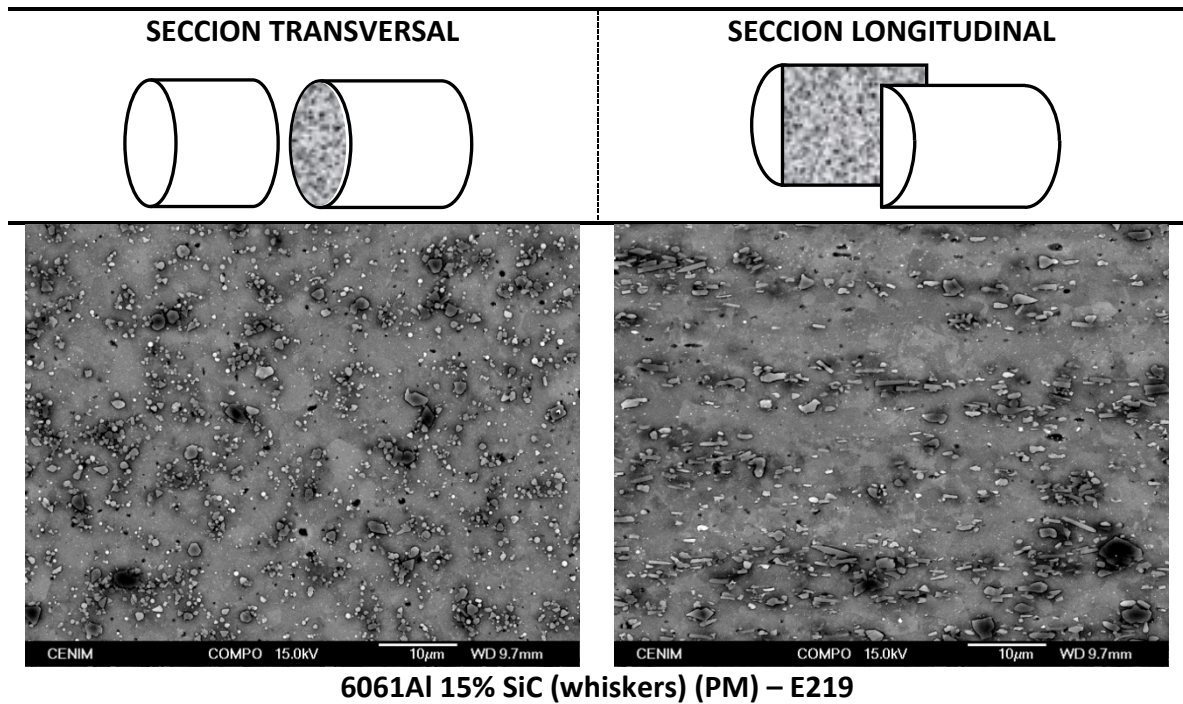 SECCION TRANSVERSAL
SECCION LONGITUDINAL
CENIM COMPO 15.0kV 10µm WD 9.7mm
CENIM COMPO 15.0kV 10µm WD 9.7mm
6061Al 15% SiC (whiskers) (PM) – E219